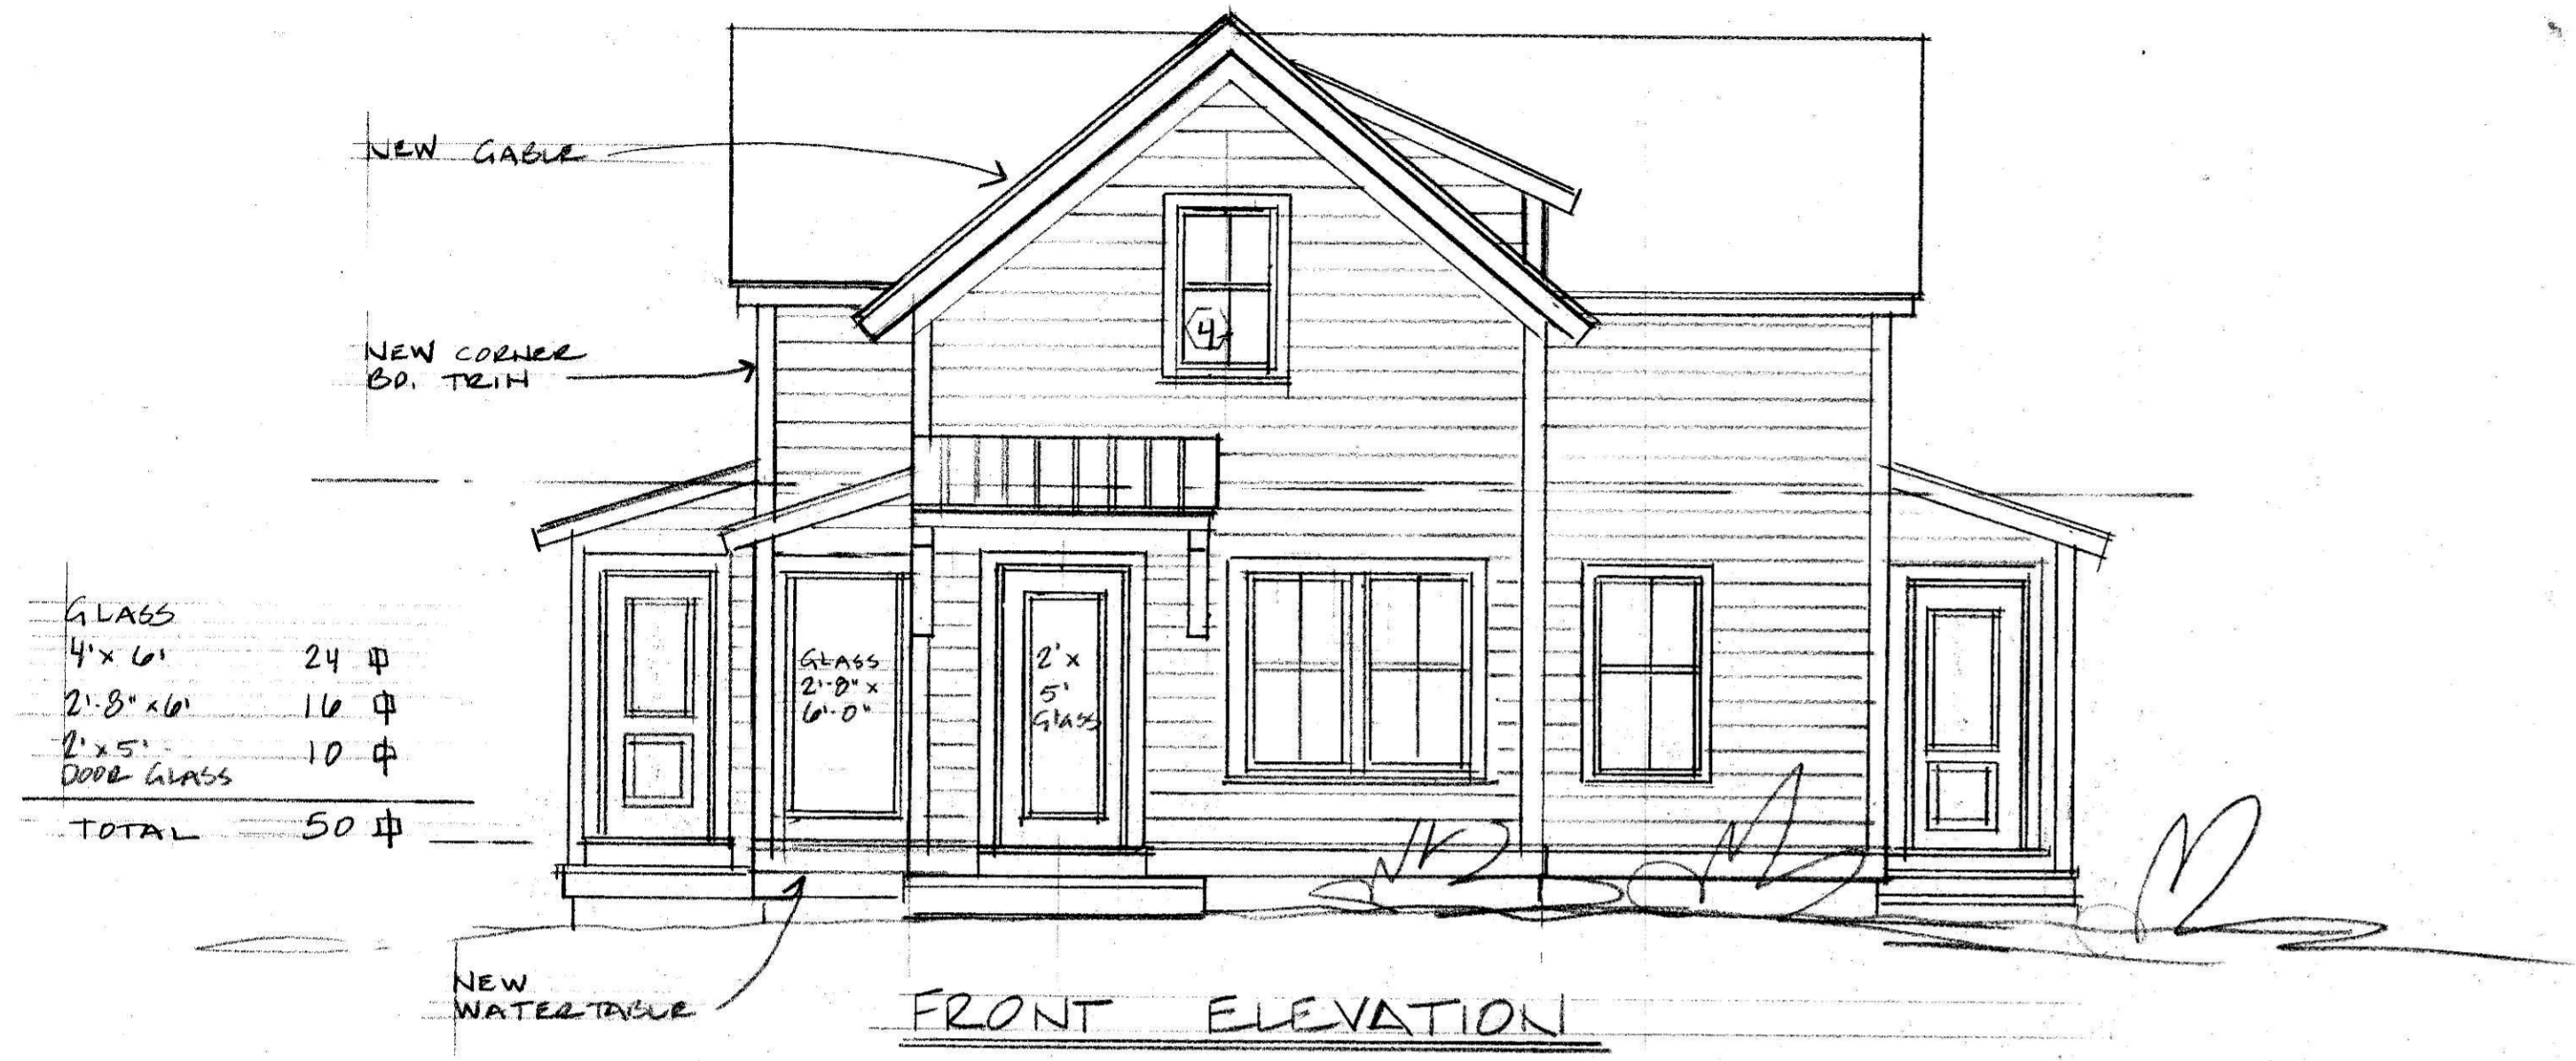 NEW GABLE
NEW CORNER
BD. TRIM
4
GLASS
4' x 6' 24 ⏍
2'-8" x 6' 16 ⏍
2' x 5' 10 ⏍
DOOR GLASS
TOTAL 50 ⏍
GLASS
2'-8" x
6'-0"
2' x
5'
Glass
NEW
WATERTABLE
FRONT ELEVATION